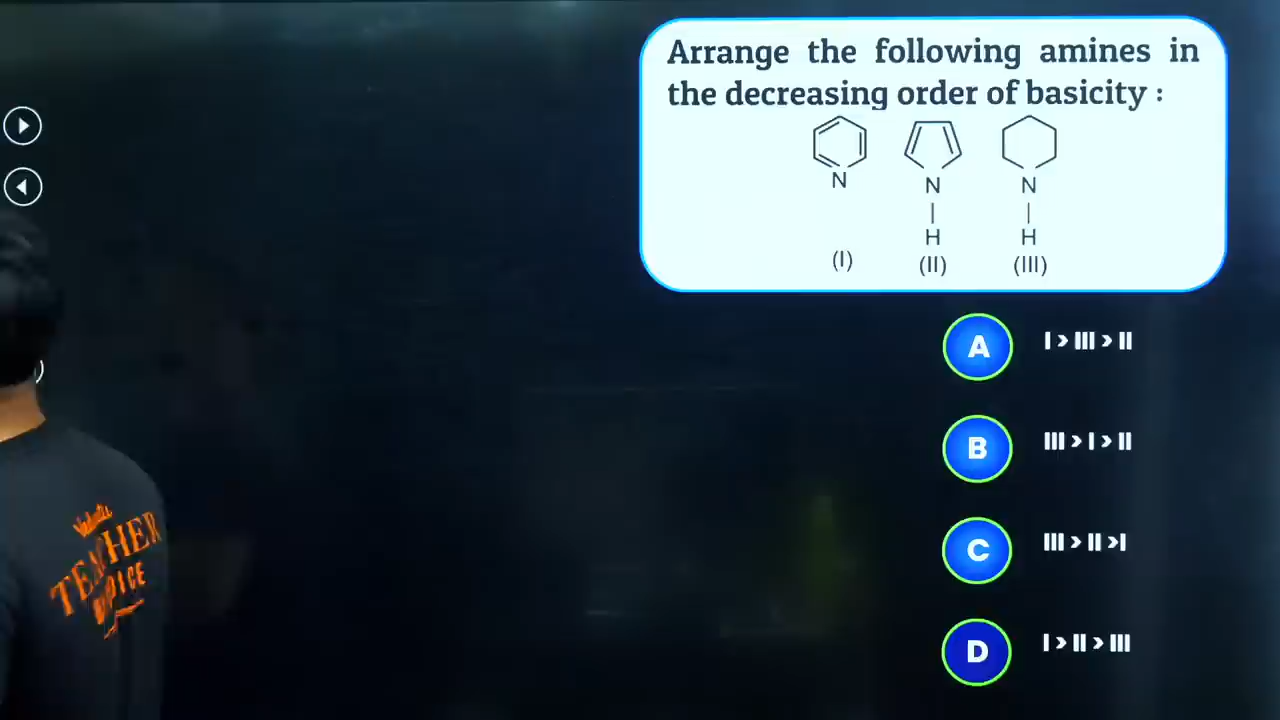 Arrange the following amines in
the decreasing order of basicity :
N N N
H H
(I) (II) (III)
A I > III > II
B III > I > II
C III > II >I
D I > II > III
TEACHER